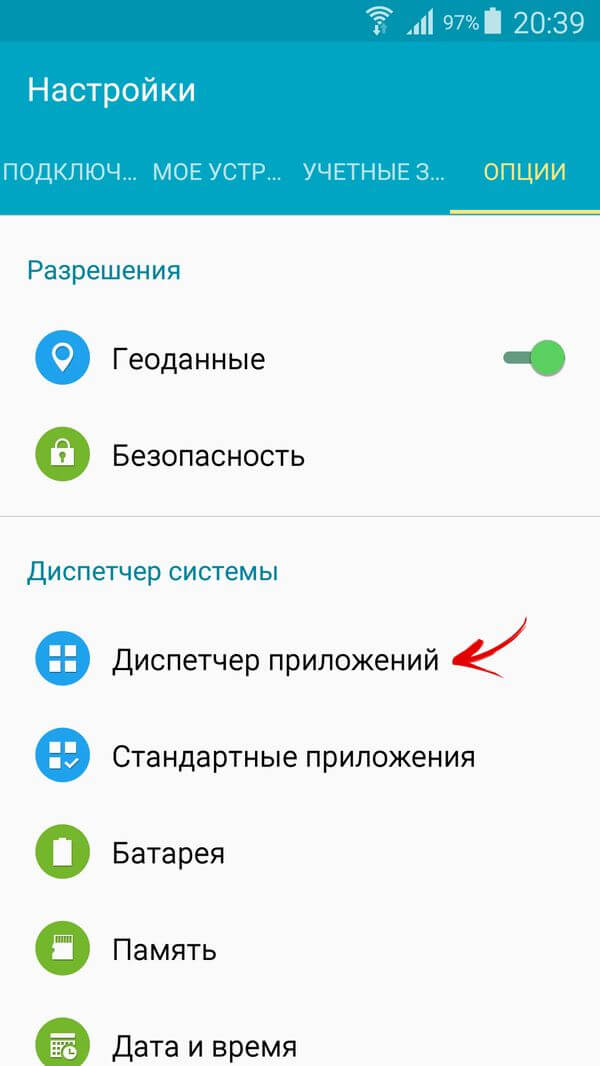 97% 20:39
Настройки
ПОДКЛЮЧ... МОЕ УСТР... УЧЕТНЫЕ З... ОПЦИИ
Разрешения
Геоданные
Безопасность
Диспетчер системы
Диспетчер приложений
Стандартные приложения
Батарея
Память
Дата и время